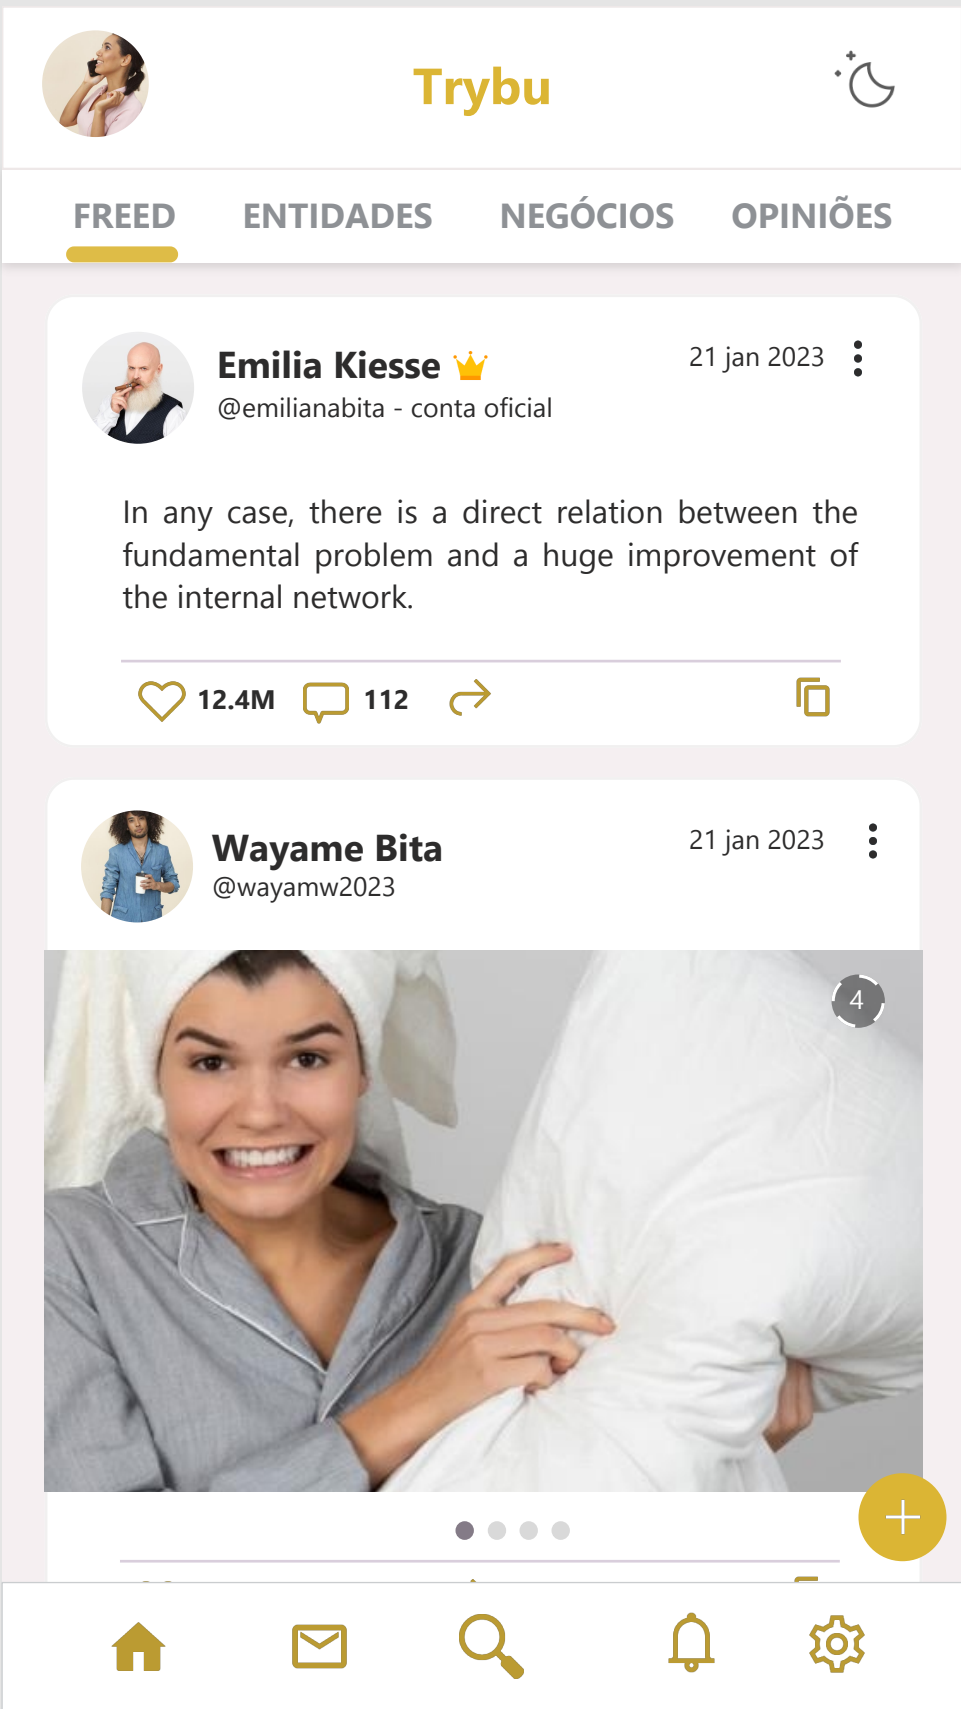 Trybu
FREED ENTIDADES NEGÓCIOS OPINIÕES
Emilia Kiesse
21 jan 2023
@emilianabita - conta oficial
In any case, there is a direct relation between the
fundamental problem and a huge improvement of
the internal network.
12.4M 112
Wayame Bita
21 jan 2023
@wayamw2023
4